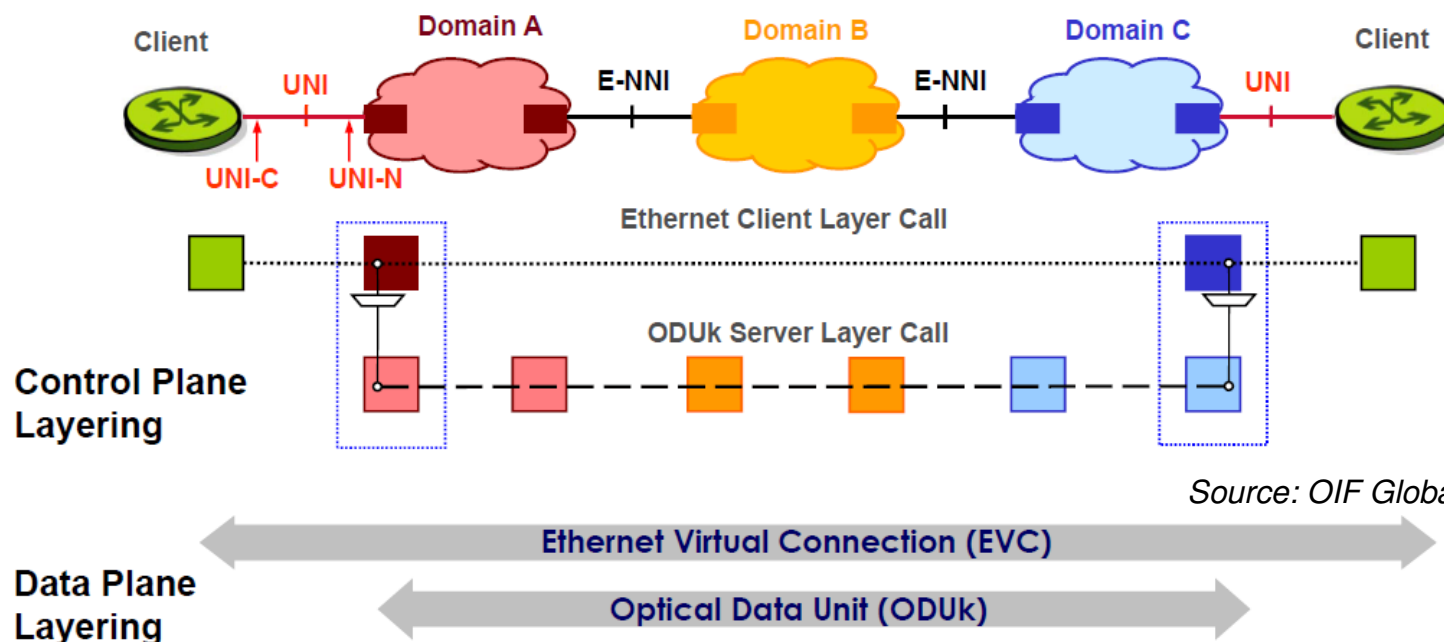 Client
Domain A
Domain B
Domain C
Client
UNI
E-NNI
E-NNI
UNI
UNI-C
UNI-N
Ethernet Client Layer Call
ODUk Server Layer Call
Control Plane
Layering
Source: OIF Globa
Ethernet Virtual Connection (EVC)
Data Plane
Layering
Optical Data Unit (ODUk)